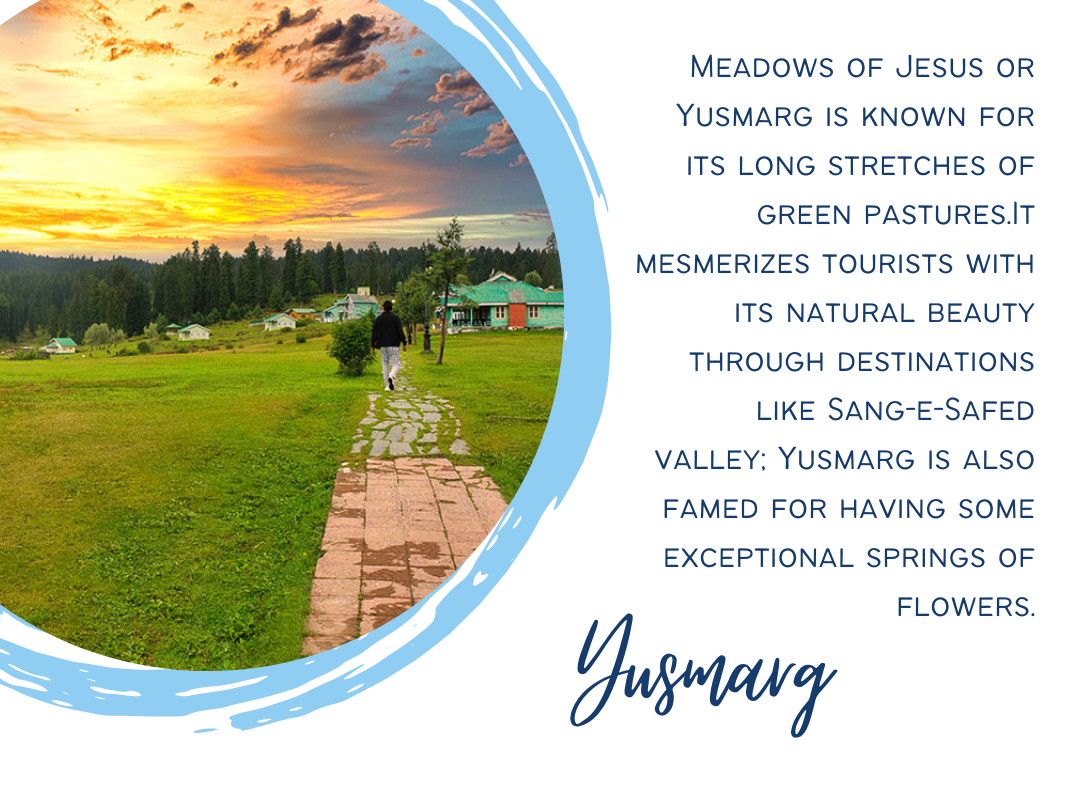 Meadows of Jesus or
Yusmarg is known for
its long stretches of
green pastures.It
mesmerizes tourists with
its natural beauty
through destinations
like Sang-e-Safed
valley; Yusmarg is also
famed for having some
exceptional springs of
flowers.
Yusmarg